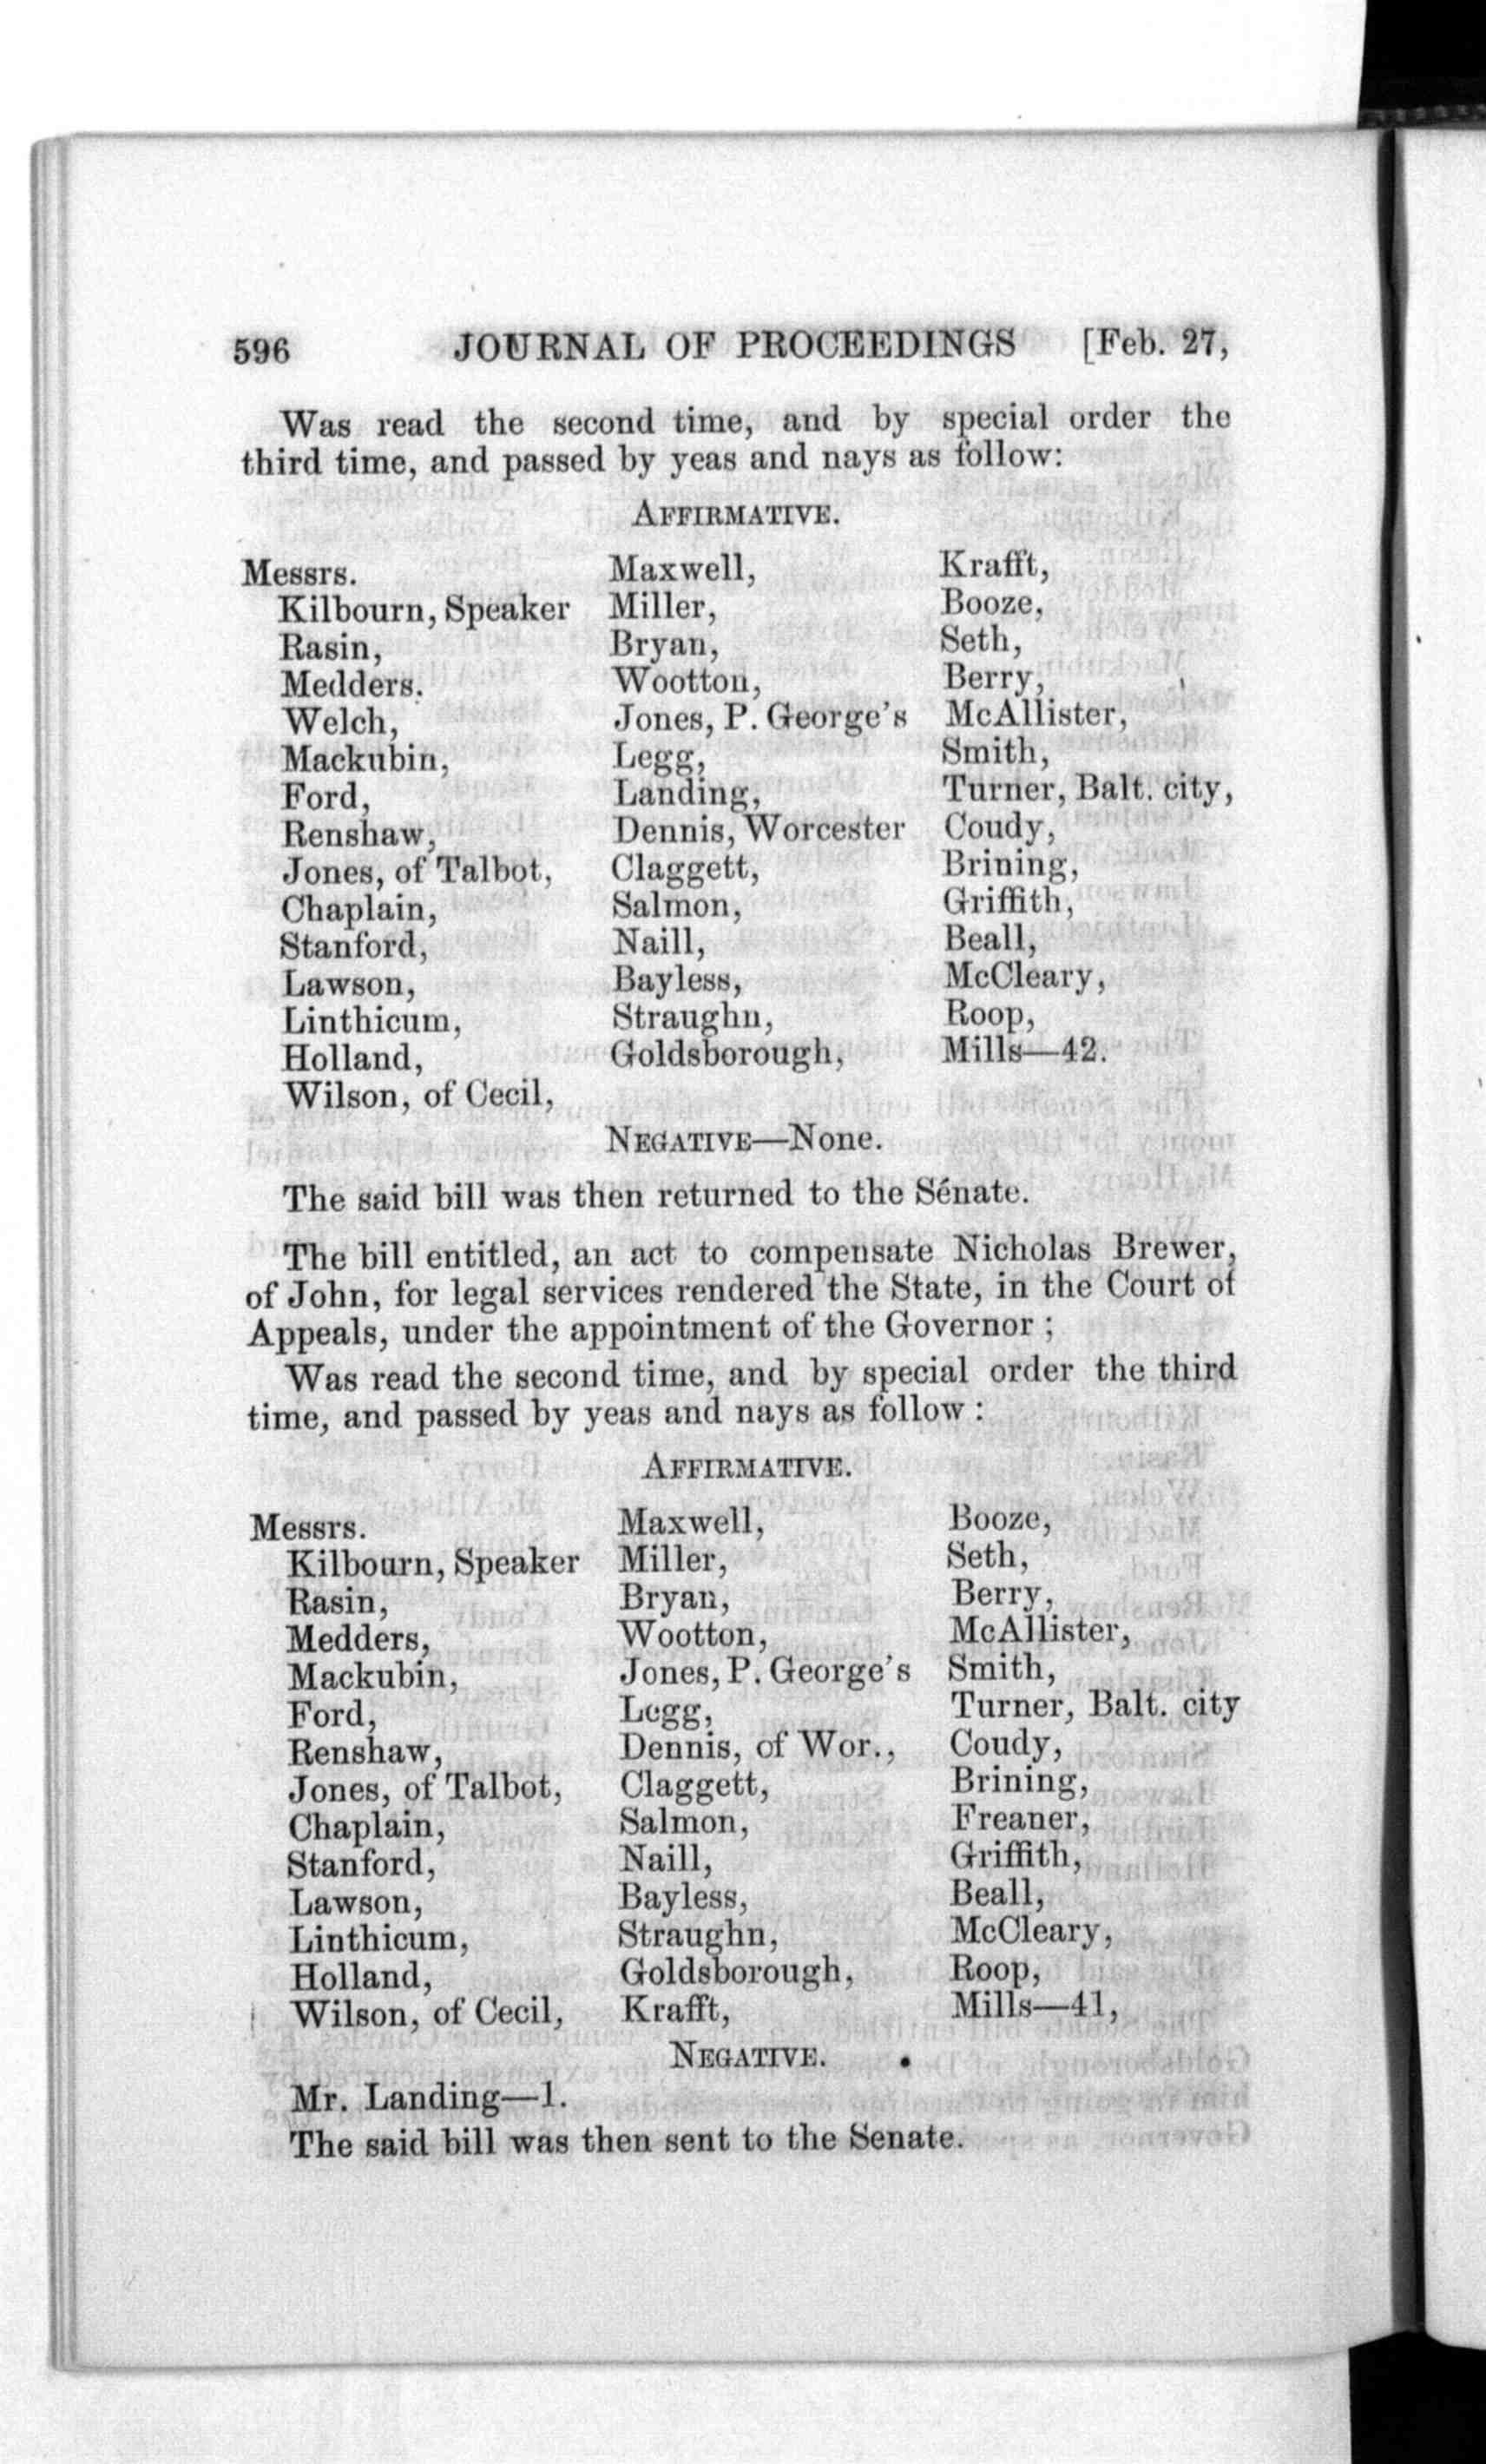 596 JOURNAL OF PROCEEDINGS [Feb. 27,
Was read the second time, and by special order the
third time, and passed by yeas and nays as follow:
AFFIRMATIVE.
Messrs. Maxwell, Krafft,
Kilbourn, Speaker Miller, Booze,
Rasin, Bryan, Seth,
Medders. Wootton, Berry,
Welch, Jones, P. George's McAllister,
Mackubin, Legg, Smith,
Ford, Landing, Turner, Balt. city,
Renshaw, Dennis, Worcester Coudy,
Jones, of Talbot, Claggett, Brining,
Chaplain, Salmon, Griffith,
Stanford, Naill, Beall,
Lawson, Bayless, McCleary,
Linthicum, Straughn, Roop,
Holland, Goldsborough, Mills—42.
Wilson, of Cecil,
NEGATIVE—None.
The said bill was then returned to the Sénate.
The bill entitled, an act to compensate Nicholas Brewer,
of John, for legal services rendered the State, in the Court of
Appeals, under the appointment of the Governor ;
Was read the second time, and by special order the third
time, and passed by yeas and nays as follow :
AFFIRMATIVE.
Messrs. Maxwell, Booze,
Kilbourn, Speaker Miller, Seth,
Rasin, Bryan, Berry,
Medders, Wootton, McAllister,
Mackubin, Jones, P. George's Smith,
Ford, Legg, Turner, Balt. city
Renshaw, Dennis, of Wor., Coudy,
Jones, of Talbot, Claggett, Brining,
Chaplain, Salmon, Freaner,
Stanford, Naill, Griffith,
Lawson, Bayless, Beall,
Linthicum, Straughn, McCleary,
Holland, Goldsborough, Roop,
Wilson, of Cecil, Krafft, Mills—41,
NEGATIVE.
Mr. Landing—1.
The said bill was then sent to the Senate.